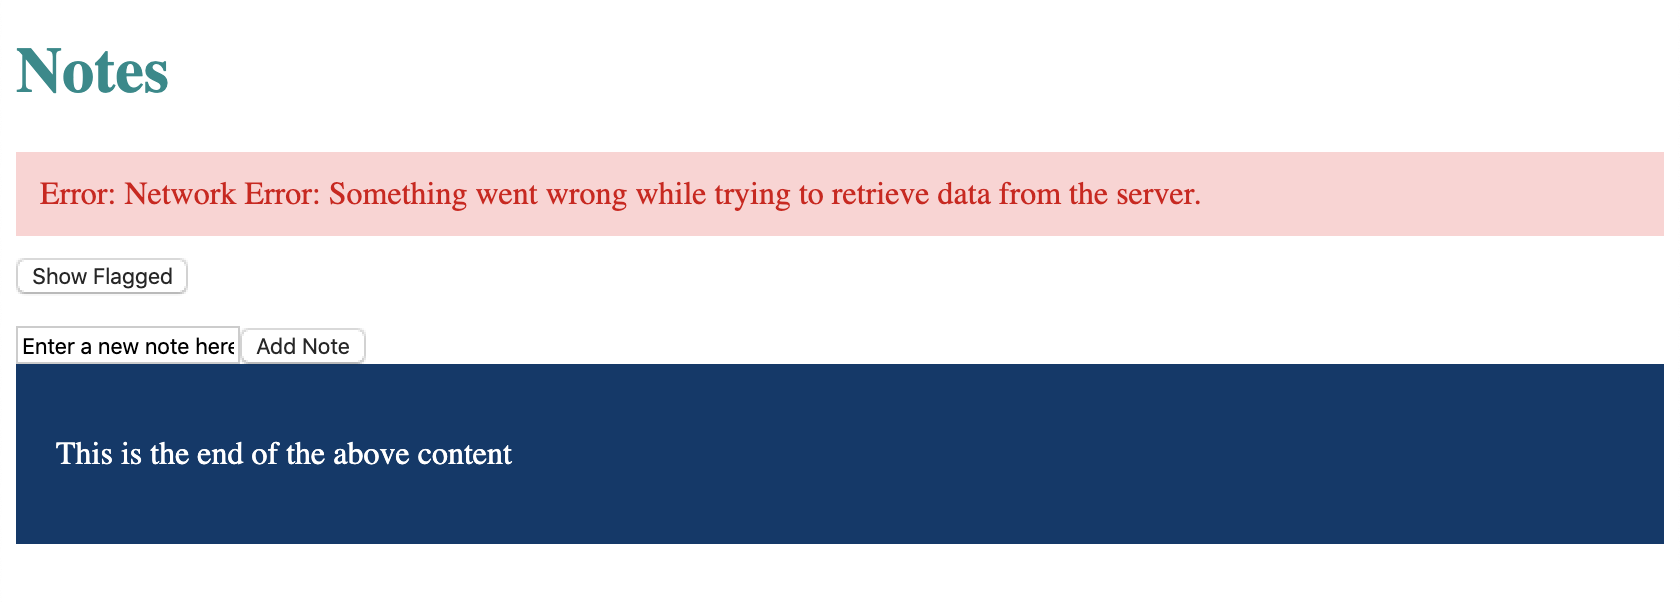 Notes
Error: Network Error: Something went wrong while trying to retrieve data from the server.
Show Flagged
Enter a new note here
Add Note
This is the end of the above content